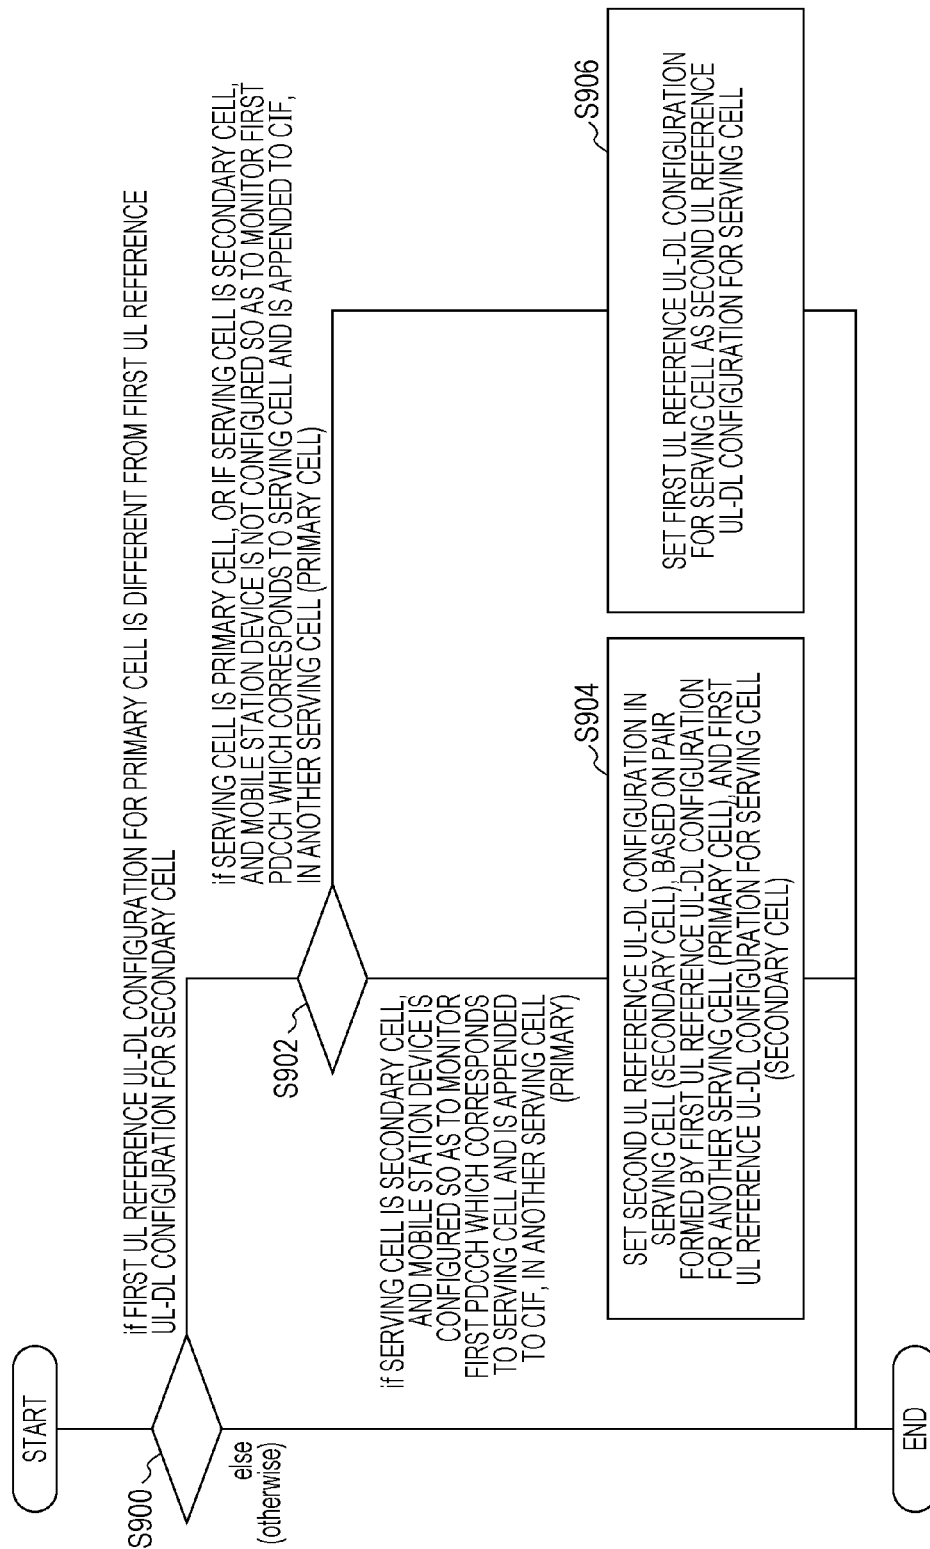 START
S900
if FIRST UL REFERENCE UL-DL CONFIGURATION FOR PRIMARY CELL IS DIFFERENT FROM FIRST UL REFERENCE
UL-DL CONFIGURATION FOR SECONDARY CELL
else
(otherwise)
S902
if SERVING CELL IS PRIMARY CELL, OR IF SERVING CELL IS SECONDARY CELL,
AND MOBILE STATION DEVICE IS NOT CONFIGURED SO AS TO MONITOR FIRST
PDCCH WHICH CORRESPONDS TO SERVING CELL AND IS APPENDED TO CIF,
IN ANOTHER SERVING CELL (PRIMARY CELL)
if SERVING CELL IS SECONDARY CELL,
AND MOBILE STATION DEVICE IS
CONFIGURED SO AS TO MONITOR
FIRST PDCCH WHICH CORRESPONDS
TO SERVING CELL AND IS APPENDED
TO CIF, IN ANOTHER SERVING CELL
(PRIMARY)
S904
SET SECOND UL REFERENCE UL-DL CONFIGURATION IN
SERVING CELL (SECONDARY CELL), BASED ON PAIR
FORMED BY FIRST UL REFERENCE UL-DL CONFIGURATION
FOR ANOTHER SERVING CELL (PRIMARY CELL), AND FIRST
UL REFERENCE UL-DL CONFIGURATION FOR SERVING CELL
(SECONDARY CELL)
S906
SET FIRST UL REFERENCE UL-DL CONFIGURATION
FOR SERVING CELL AS SECOND UL REFERENCE
UL-DL CONFIGURATION FOR SERVING CELL
END